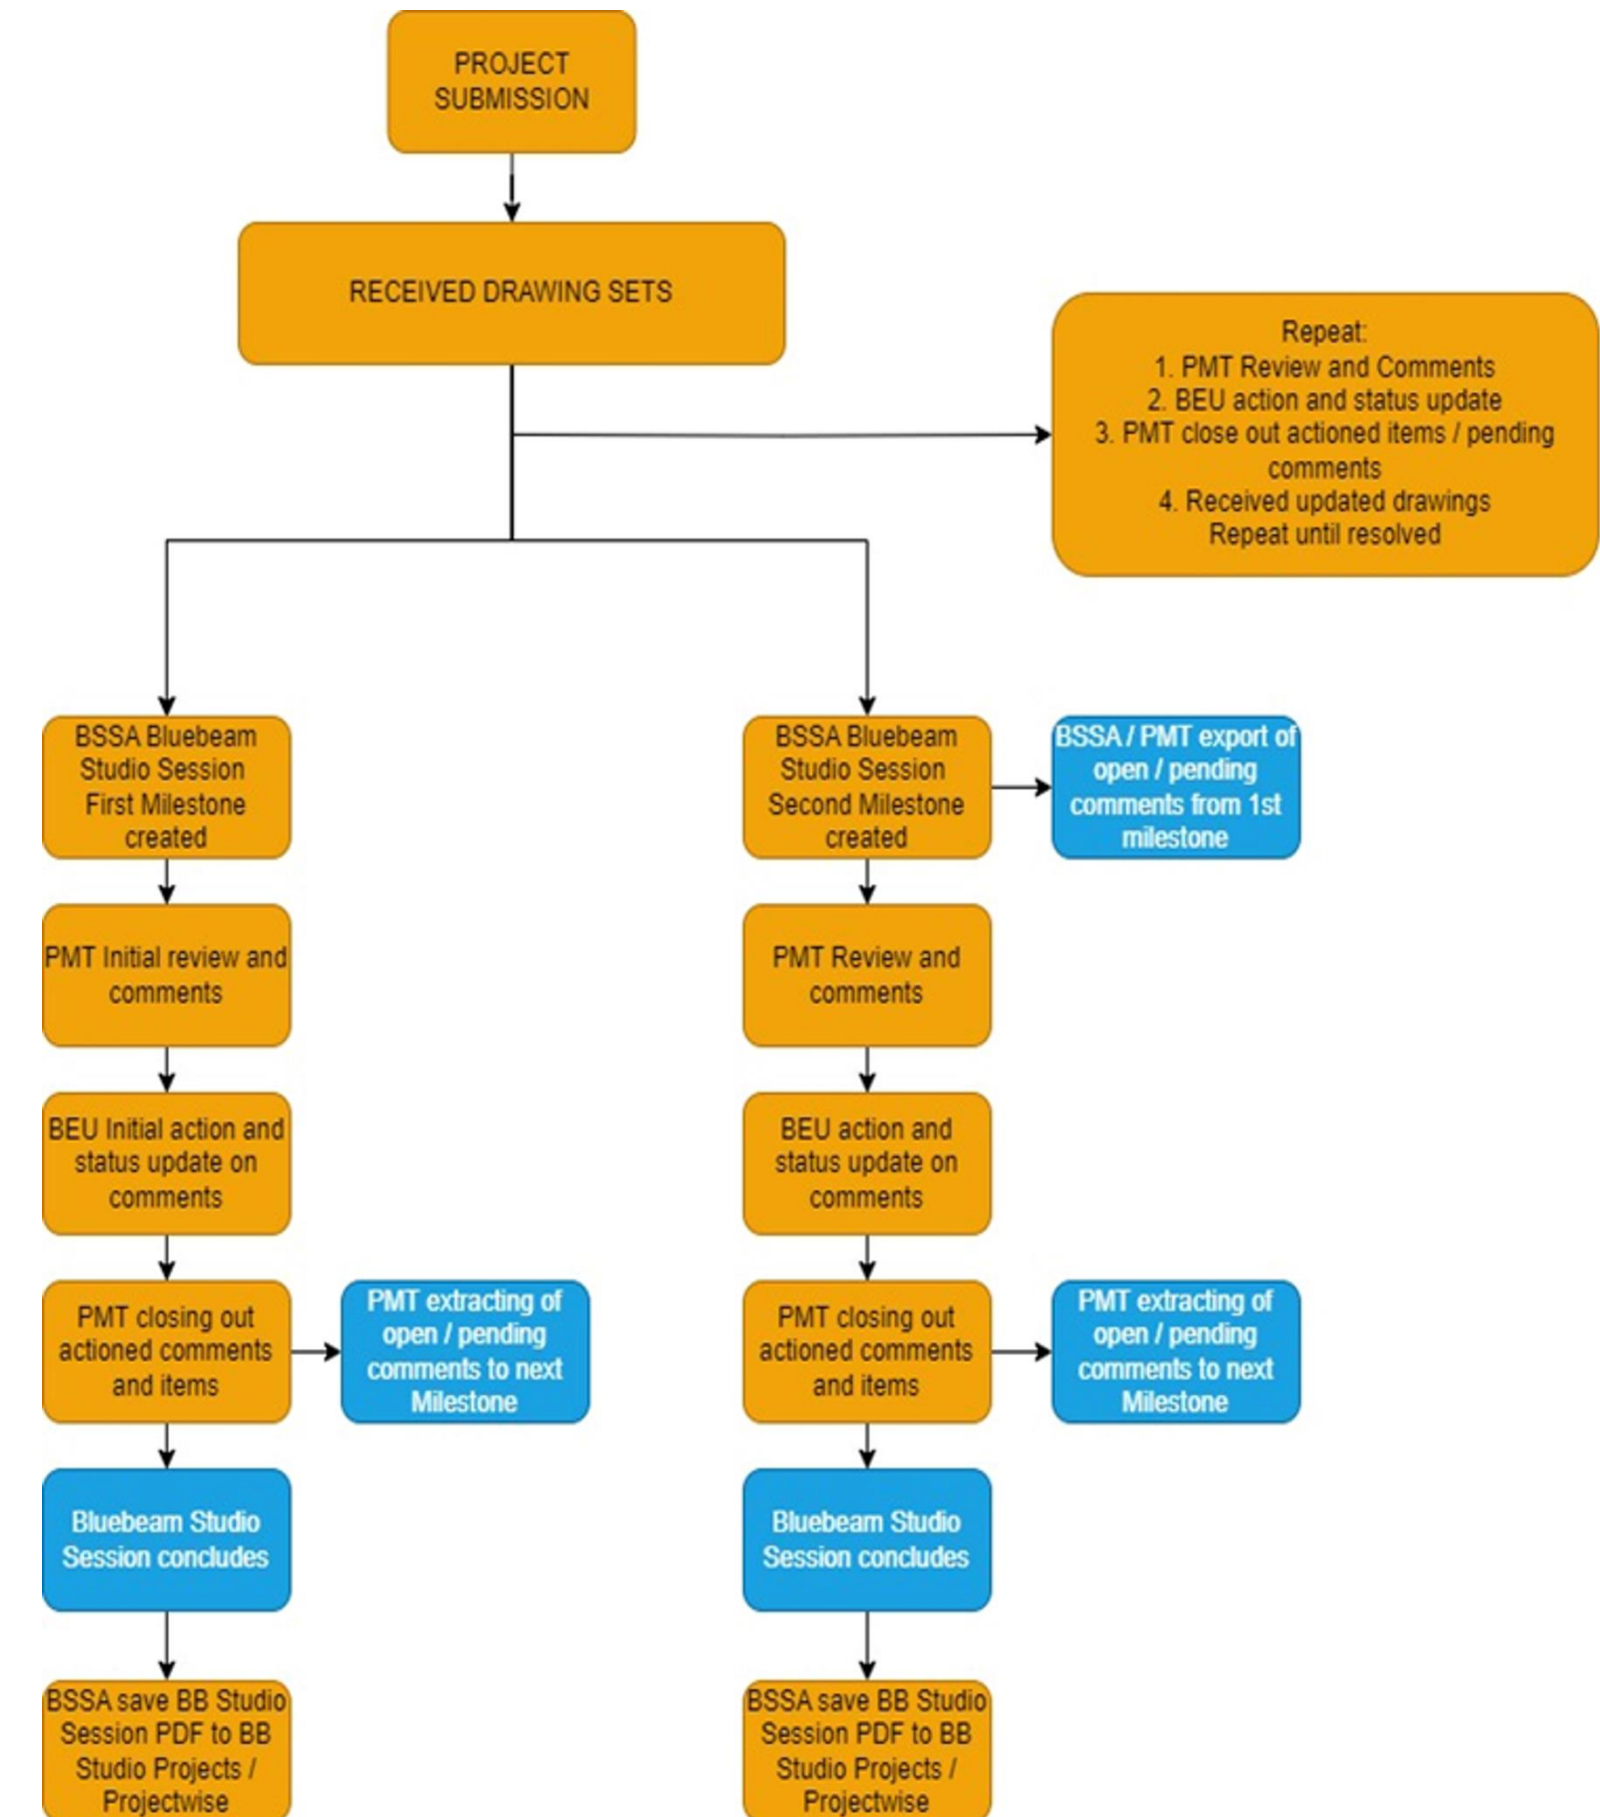 PROJECT
SUBMISSION
RECEIVED DRAWING SETS
Repeat:
1. PMT Review and Comments
2. BEU action and status update
3. PMT close out actioned items / pending
comments
4. Received updated drawings
Repeat until resolved
BSSA Bluebeam
Studio Session
First Milestone
created
BSSA Bluebeam
Studio Session
Second Milestone
created
BSSA / PMT export of
open / pending
comments from 1st
milestone
PMT Initial review and
comments
PMT Review and
comments
BEU Initial action and
status update on
comments
BEU action and
status update on
comments
PMT closing out
actioned comments
and items
PMT extracting of
open / pending
comments to next
Milestone
PMT closing out
actioned comments
and items
PMT extracting of
open / pending
comments to next
Milestone
Bluebeam Studio
Session concludes
Bluebeam Studio
Session concludes
BSSA save BB Studio
Session PDF to BB
Studio Projects /
Projectwise
BSSA save BB Studio
Session PDF to BB
Studio Projects /
Projectwise